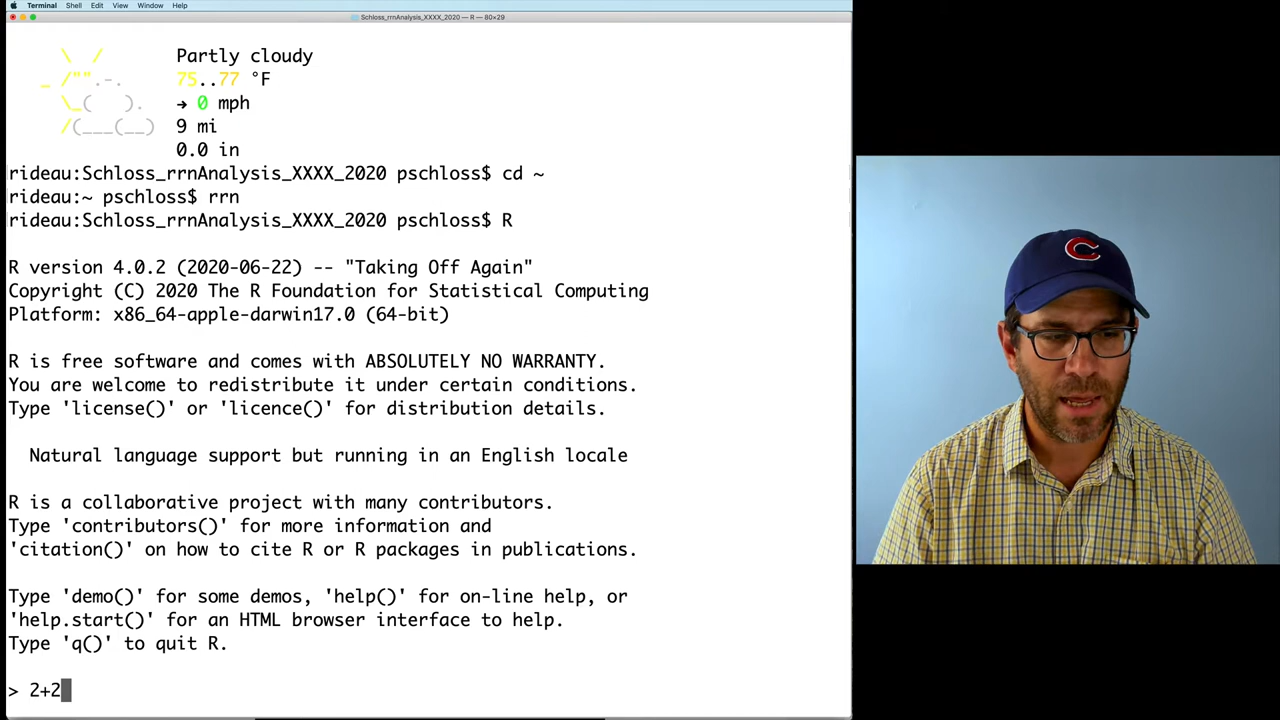 Terminal Shell Edit View Window Help
Schloss_rrnAnalysis_XXXX_2020 — R — 80×29
\ / Partly cloudy
_ /"".-. 75..77 °F
\_( ). → 0 mph
/(___(__) 9 mi
0.0 in
rideau:Schloss_rrnAnalysis_XXXX_2020 pschloss$ cd ~
rideau:~ pschloss$ rrn
rideau:Schloss_rrnAnalysis_XXXX_2020 pschloss$ R
R version 4.0.2 (2020-06-22) -- "Taking Off Again"
Copyright (C) 2020 The R Foundation for Statistical Computing
Platform: x86_64-apple-darwin17.0 (64-bit)
R is free software and comes with ABSOLUTELY NO WARRANTY.
You are welcome to redistribute it under certain conditions.
Type 'license()' or 'licence()' for distribution details.
Natural language support but running in an English locale
R is a collaborative project with many contributors.
Type 'contributors()' for more information and
'citation()' on how to cite R or R packages in publications.
Type 'demo()' for some demos, 'help()' for on-line help, or
'help.start()' for an HTML browser interface to help.
Type 'q()' to quit R.
> 2+2
C